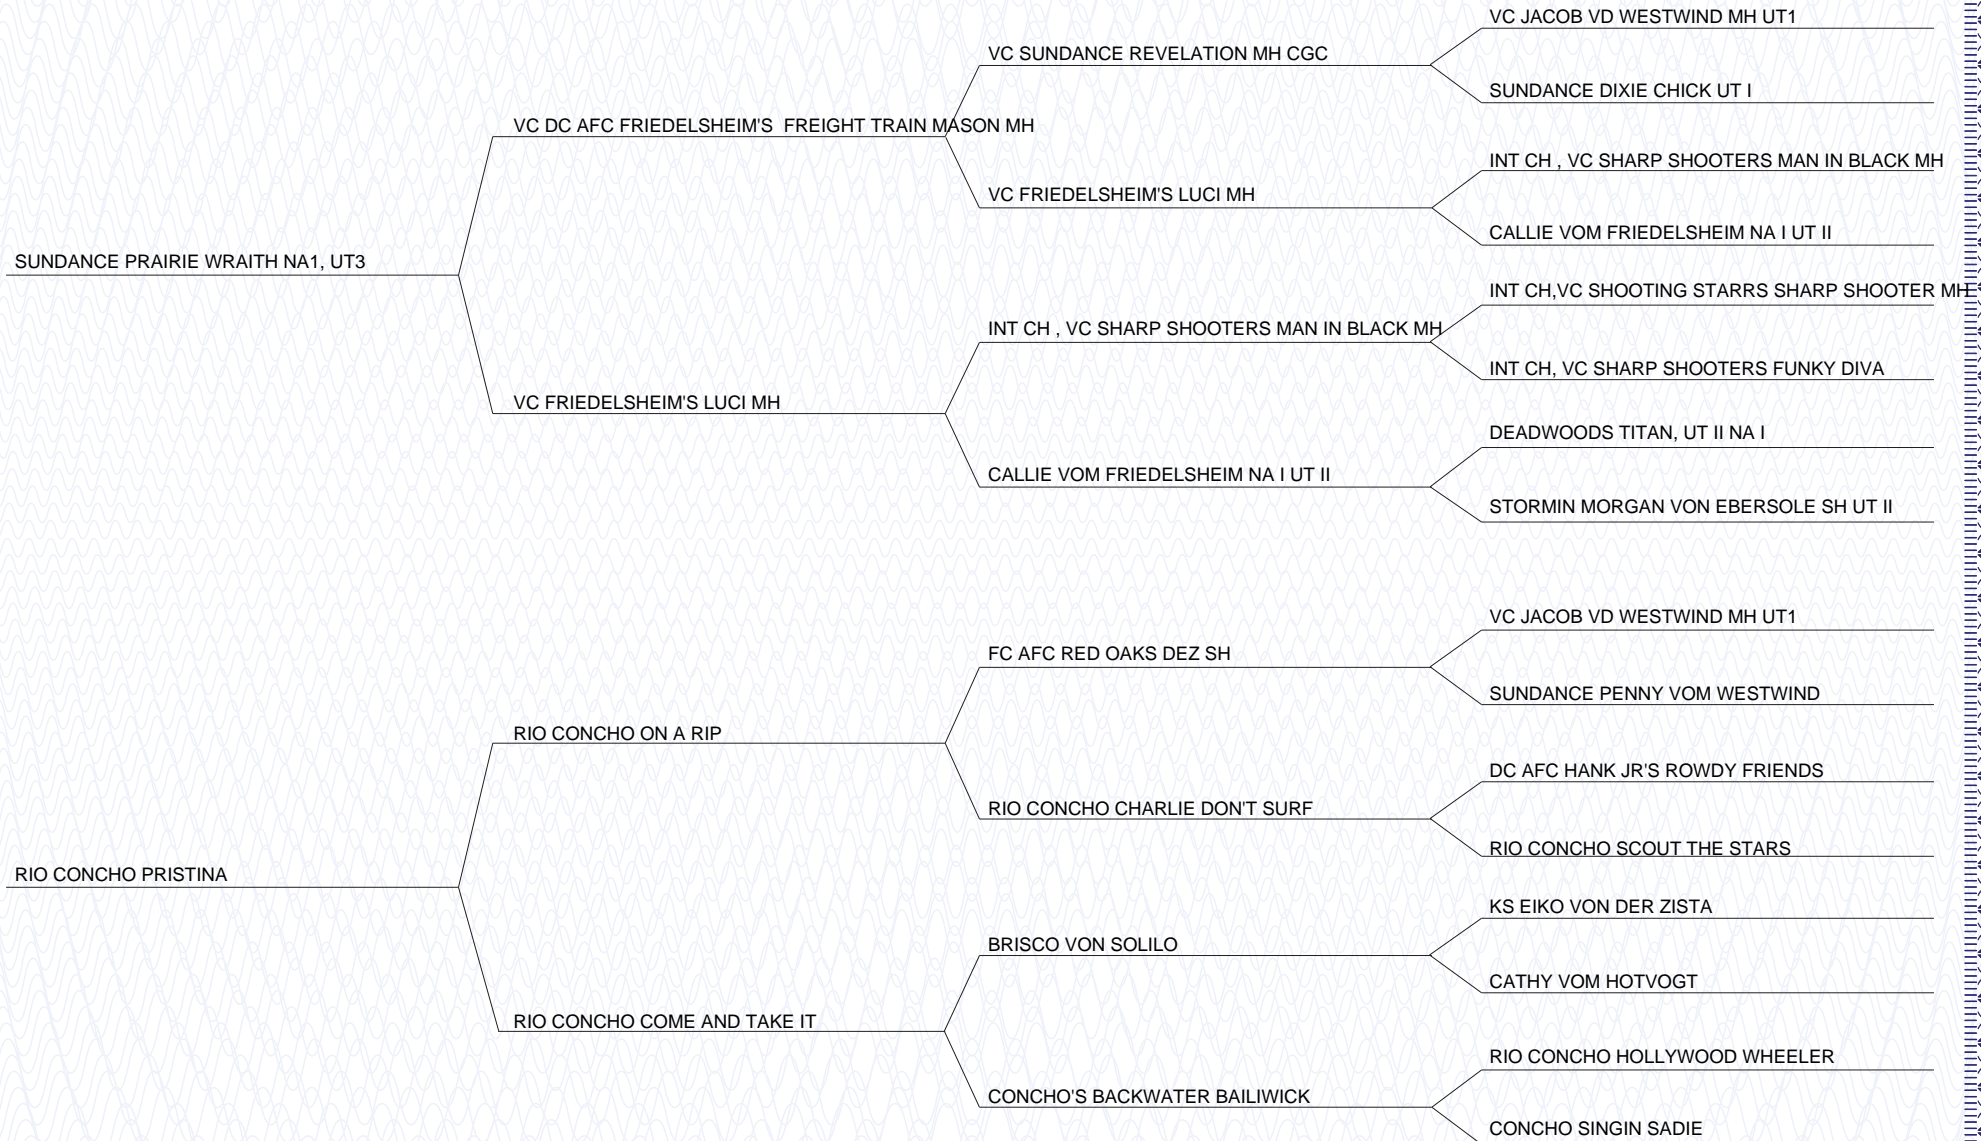 VC JACOB VD WESTWIND MH UT1
VC SUNDANCE REVELATION MH CGC
SUNDANCE DIXIE CHICK UT I
VC DC AFC FRIEDELSHEIM'S  FREIGHT TRAIN MASON MH
INT CH , VC SHARP SHOOTERS MAN IN BLACK MH
VC FRIEDELSHEIM'S LUCI MH
CALLIE VOM FRIEDELSHEIM NA I UT II
SUNDANCE PRAIRIE WRAITH NA1, UT3
INT CH,VC SHOOTING STARRS SHARP SHOOTER MH
INT CH , VC SHARP SHOOTERS MAN IN BLACK MH
INT CH, VC SHARP SHOOTERS FUNKY DIVA
VC FRIEDELSHEIM'S LUCI MH
DEADWOODS TITAN, UT II NA I
CALLIE VOM FRIEDELSHEIM NA I UT II
STORMIN MORGAN VON EBERSOLE SH UT II
VC JACOB VD WESTWIND MH UT1
FC AFC RED OAKS DEZ SH
SUNDANCE PENNY VOM WESTWIND
RIO CONCHO ON A RIP
DC AFC HANK JR'S ROWDY FRIENDS
RIO CONCHO CHARLIE DON'T SURF
RIO CONCHO SCOUT THE STARS
RIO CONCHO PRISTINA
KS EIKO VON DER ZISTA
BRISCO VON SOLILO
CATHY VOM HOTVOGT
RIO CONCHO COME AND TAKE IT
RIO CONCHO HOLLYWOOD WHEELER
CONCHO'S BACKWATER BAILIWICK
CONCHO SINGIN SADIE